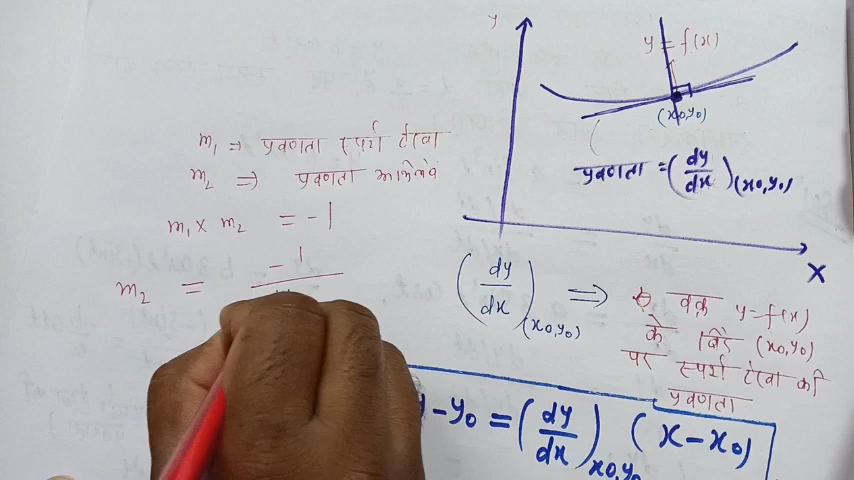 y
y = f(x)
(x0,y0)
प्रवणता = (dy/dx)(x0,y0)
X
m₁ ⇒ प्रवणता स्पर्श रेखा
m₂ ⇒ प्रवणता अभिलंब
m₁ × m₂ = -1
m₂ = -1
(dy/dx)(x0,y0) ⇒ वक्र y=f(x)
के बिंदु (x0,y0)
पर स्पर्श रेखा की
प्रवणता
y - y₀ = (dy/dx)x0,y0 (x - x₀)